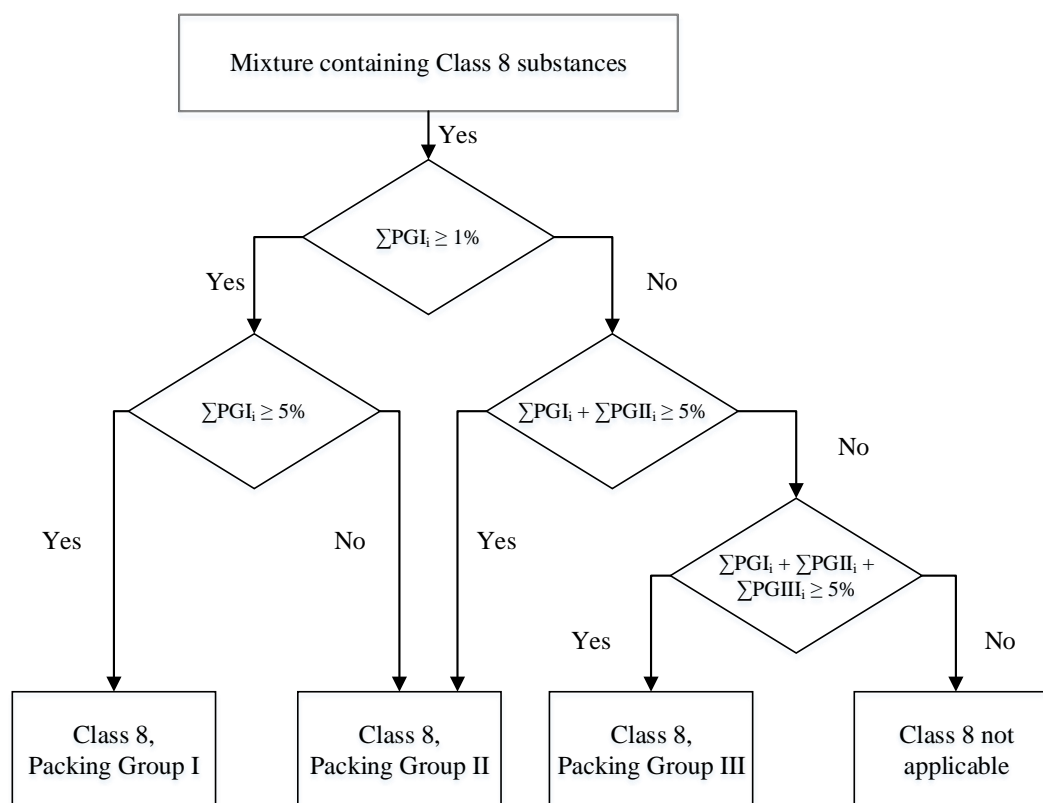 Mixture containing Class 8 substances
Yes
∑PGIᵢ ≥ 1%
Yes
No
∑PGIᵢ ≥ 5%
∑PGIᵢ + ∑PGIIᵢ ≥ 5%
No
Yes
No
Yes
∑PGIᵢ + ∑PGIIᵢ +
∑PGIIIᵢ ≥ 5%
Yes
No
Class 8,
Packing Group I
Class 8,
Packing Group II
Class 8,
Packing Group III
Class 8 not
applicable